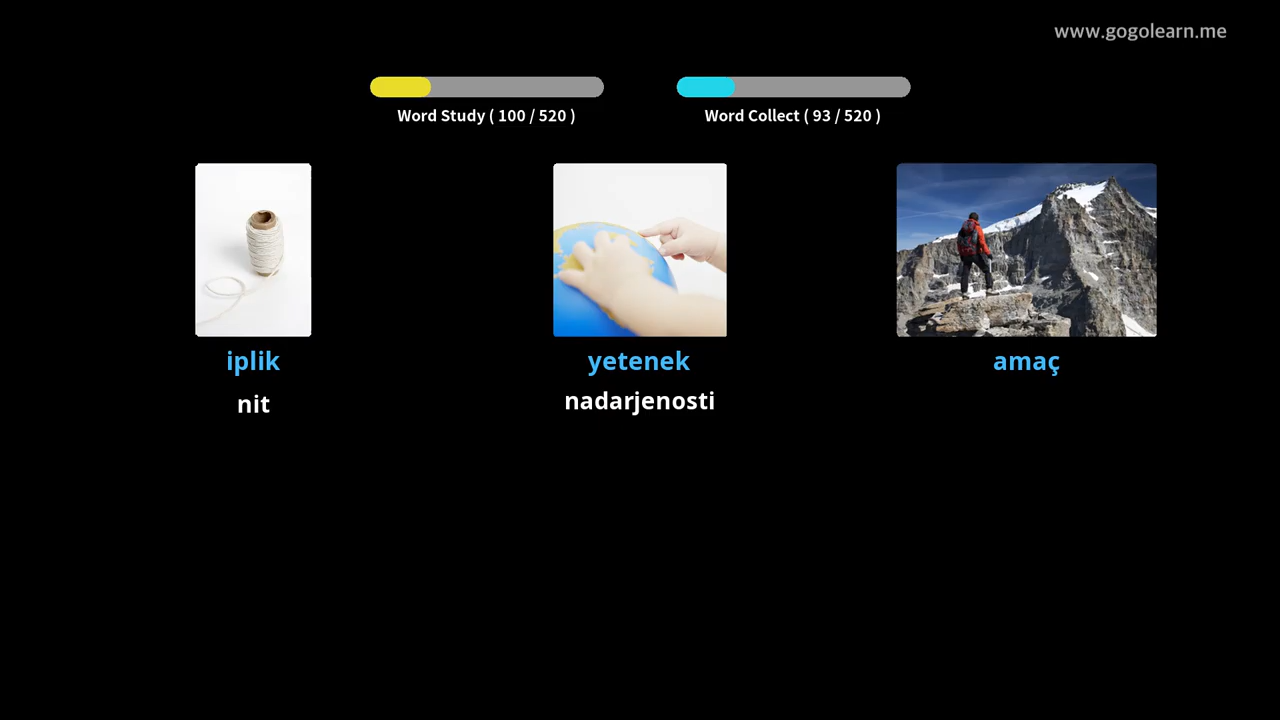 www.gogolearn.me
Word Study ( 100 / 520 )
Word Collect ( 93 / 520 )
iplik
nit
yetenek
nadarjenosti
amaç